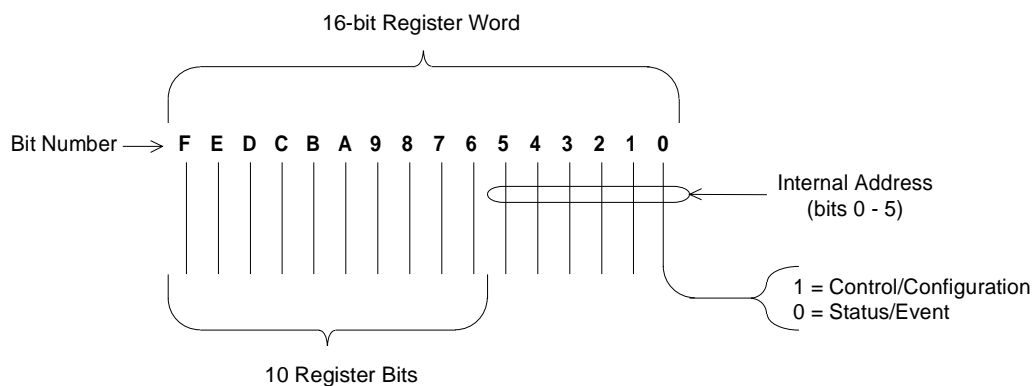 16-bit Register Word
Bit Number F E D C B A 9 8 7 6 5 4 3 2 1 0
Internal Address
(bits 0 - 5)
1 = Control/Configuration
0 = Status/Event
10 Register Bits